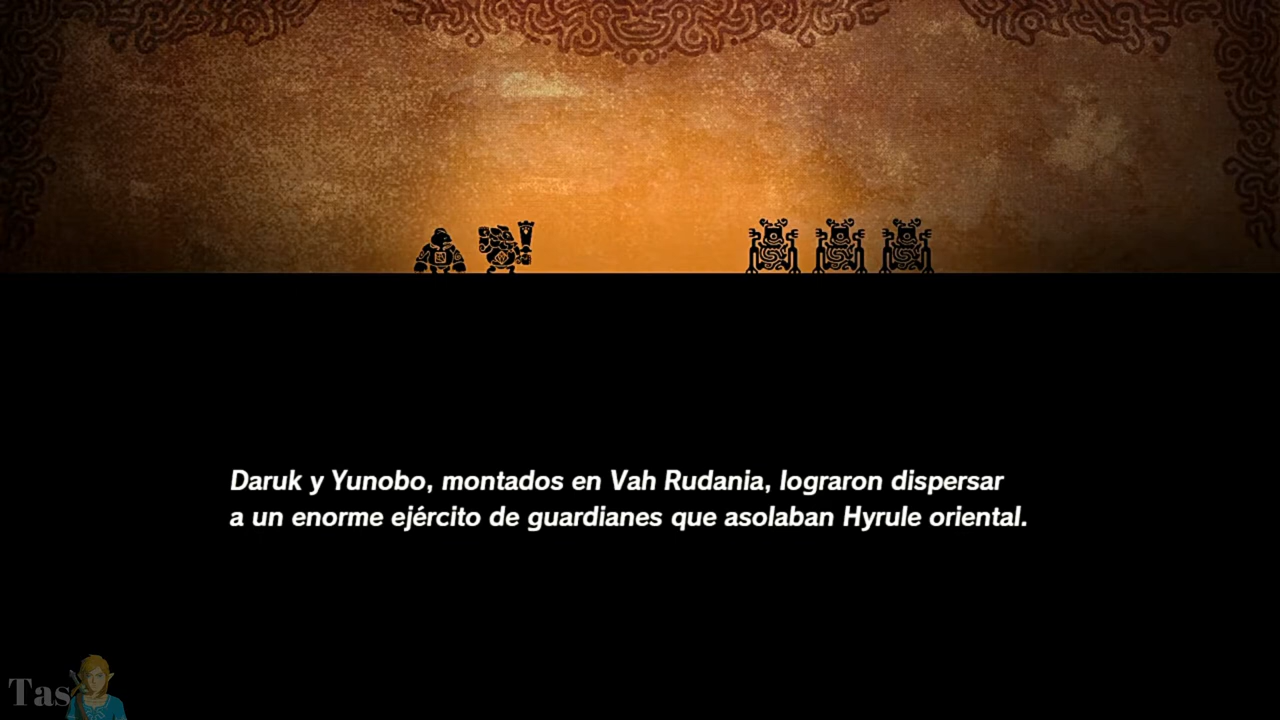 Daruk y Yunobo, montados en Vah Rudania, lograron dispersar
a un enorme ejército de guardianes que asolaban Hyrule oriental.
Tas